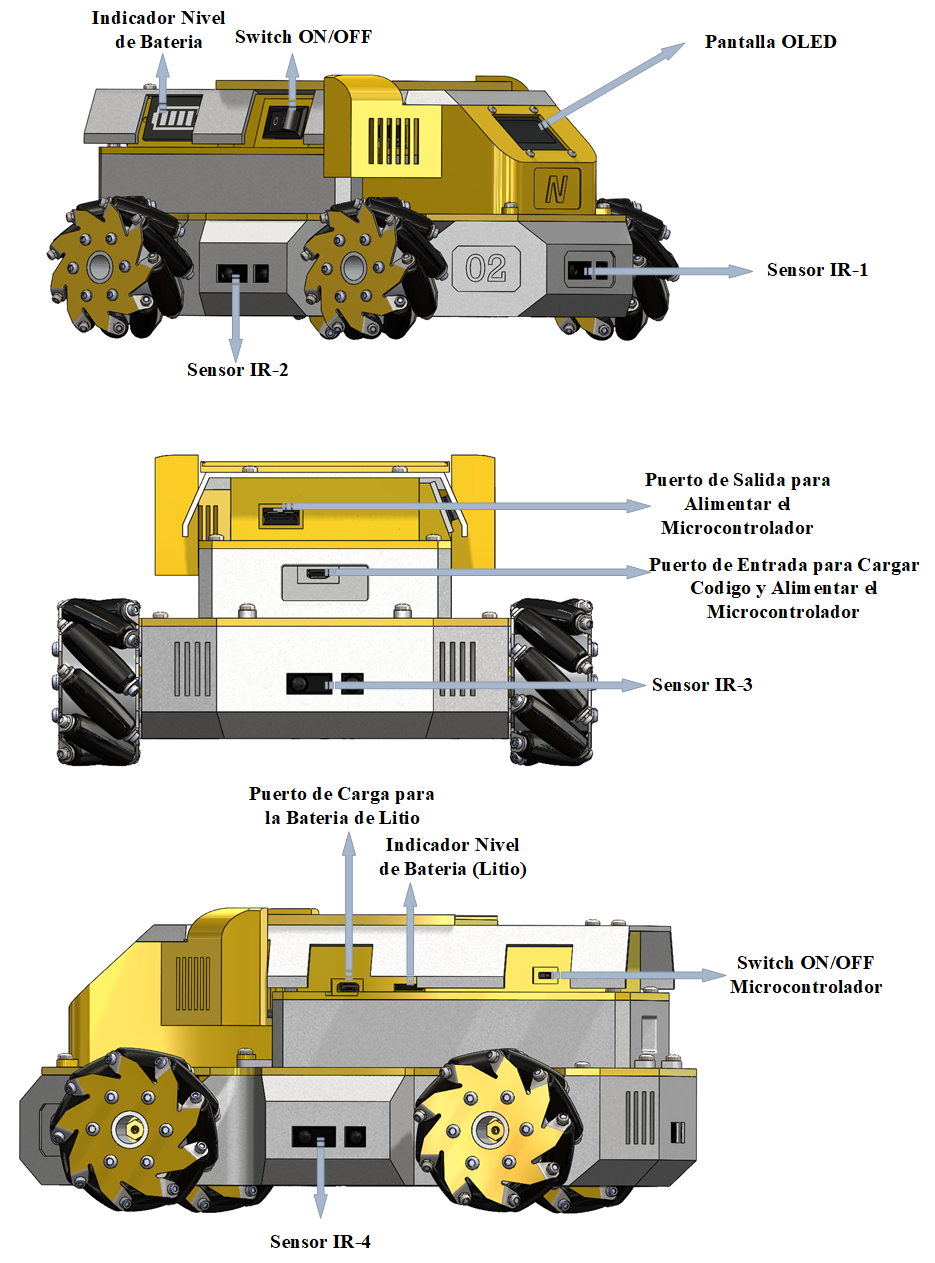 Indicador Nivel
de Bateria
Switch ON/OFF
Pantalla OLED
N
02
Sensor IR-1
Sensor IR-2
Puerto de Salida para
Alimentar el
Microcontrolador
Puerto de Entrada para Cargar
Codigo y Alimentar el
Microcontrolador
Sensor IR-3
Puerto de Carga para
la Bateria de Litio
Indicador Nivel
de Bateria (Litio)
Switch ON/OFF
Microcontrolador
Sensor IR-4